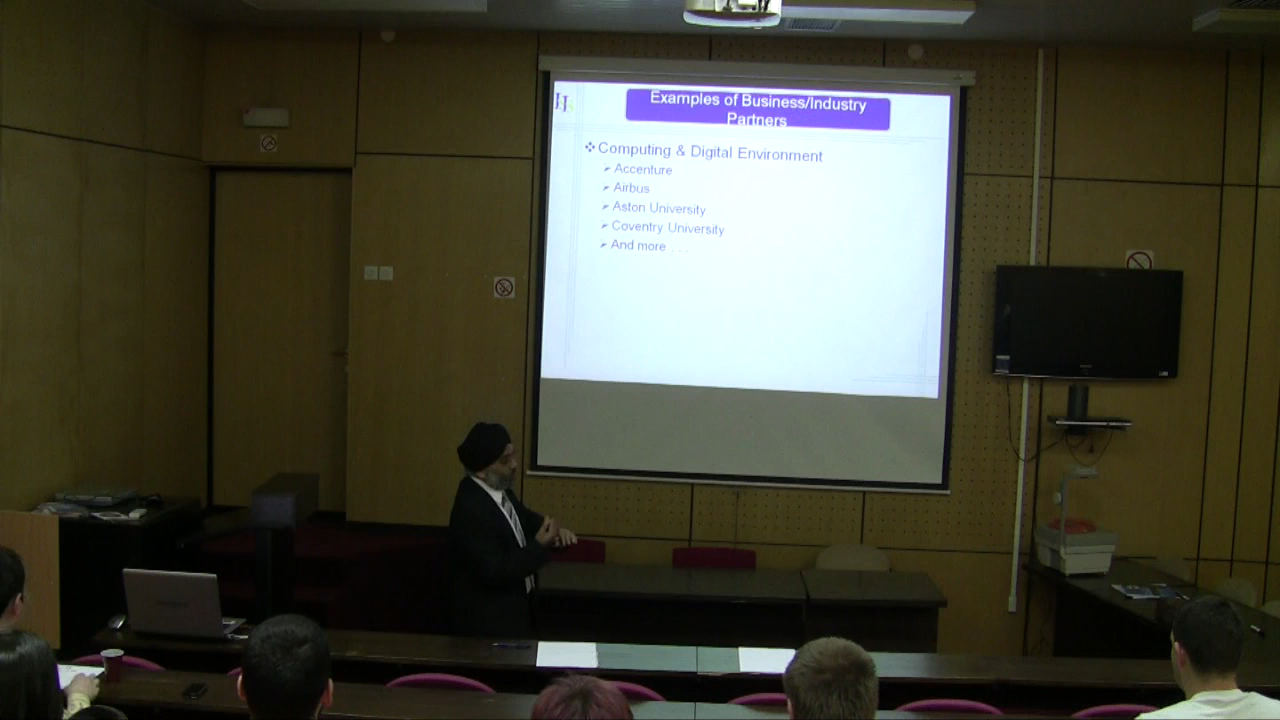 Examples of Business/Industry
Partners
Computing & Digital Environment
Accenture
Airbus
Aston University
Coventry University
And more . . .